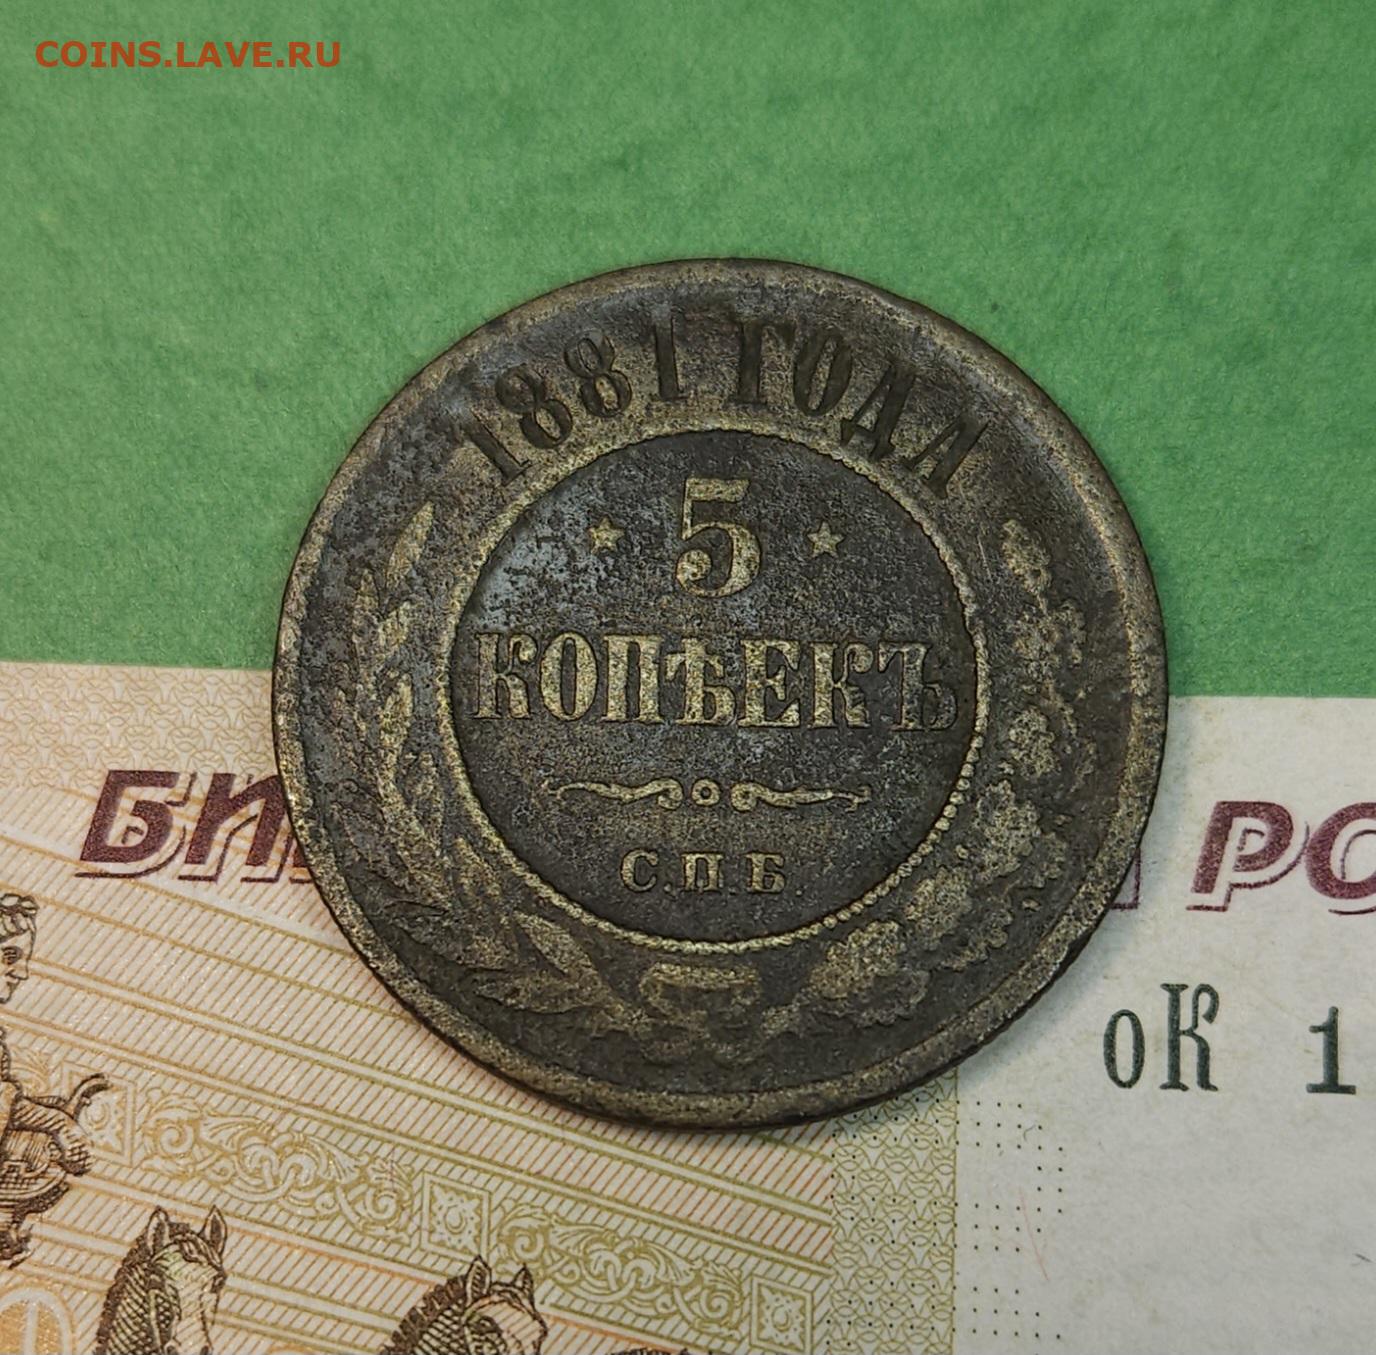 COINS.LAVE.RU
1881 ГОДА
5
КОПѢЕКЪ
С.П.Б.
БИ РО
оК 1